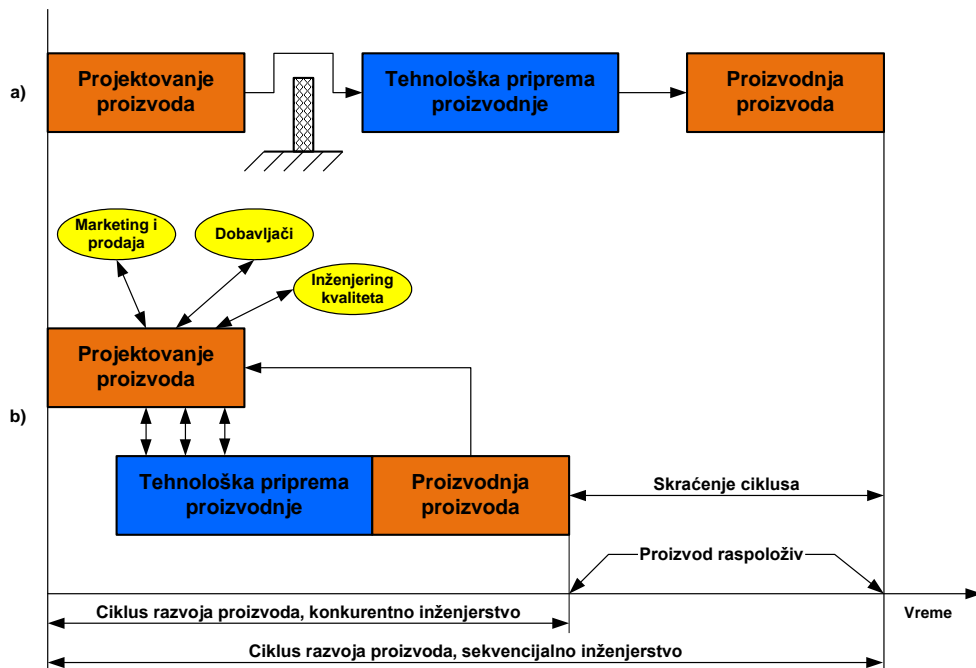 a)
Projektovanje
proizvoda
Tehnološka priprema
proizvodnje
Proizvodnja
proizvoda
Marketing i
prodaja
Dobavljači
Inženjering
kvaliteta
b)
Projektovanje
proizvoda
Tehnološka priprema
proizvodnje
Proizvodnja
proizvoda
Skraćenje ciklusa
Proizvod raspoloživ
Vreme
Ciklus razvoja proizvoda, konkurentno inženjerstvo
Ciklus razvoja proizvoda, sekvencijalno inženjerstvo